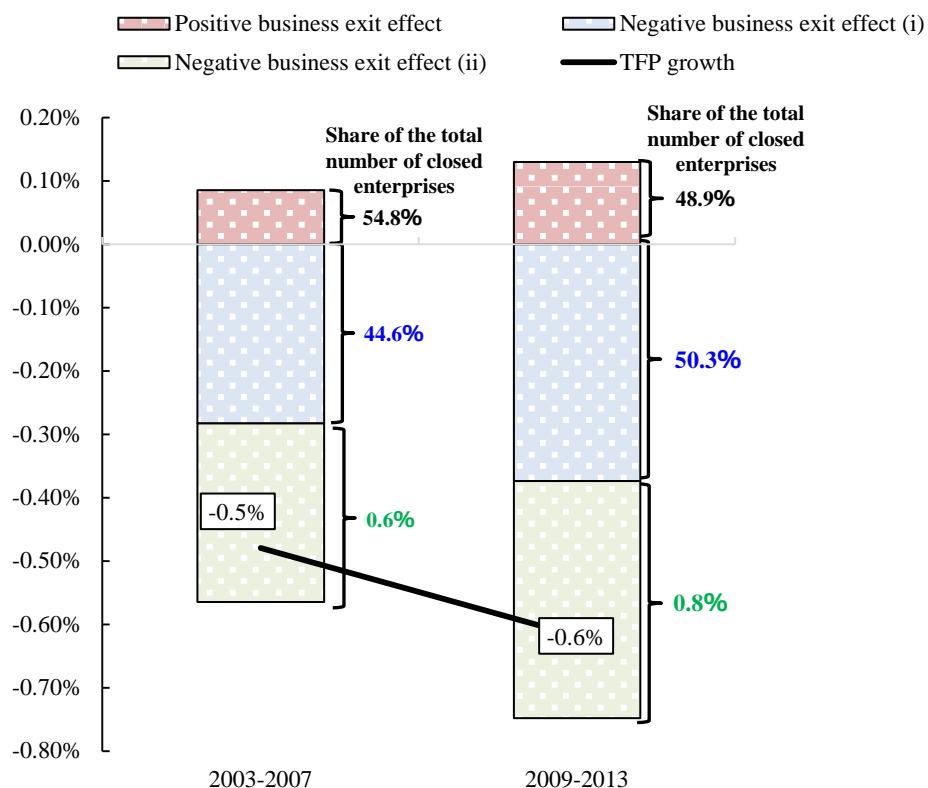 Positive business exit effect
Negative business exit effect (i)
Negative business exit effect (ii)
TFP growth
Share of the total
number of closed
enterprises
Share of the total
number of closed
enterprises
0.20%
0.10%
0.00%
-0.10%
-0.20%
-0.30%
-0.40%
-0.50%
-0.60%
-0.70%
-0.80%
54.8%
44.6%
0.6%
-0.5%
48.9%
50.3%
0.8%
-0.6%
2003-2007
2009-2013